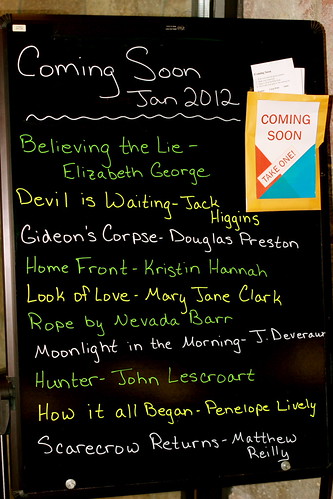 Coming Soon
Jan 2012
Believing the Lie -
Elizabeth George
Devil is Waiting - Jack
Higgins
Gideon's Corpse - Douglas Preston
Home Front - Kristin Hannah
Look of Love - Mary Jane Clark
Rope by Nevada Barr
Moonlight in the Morning - J. Deveraux
Hunter - John Lescroart
How it all Began - Penelope Lively
Scarecrow Returns - Matthew
Reilly
COMING
SOON
TAKE ONE!